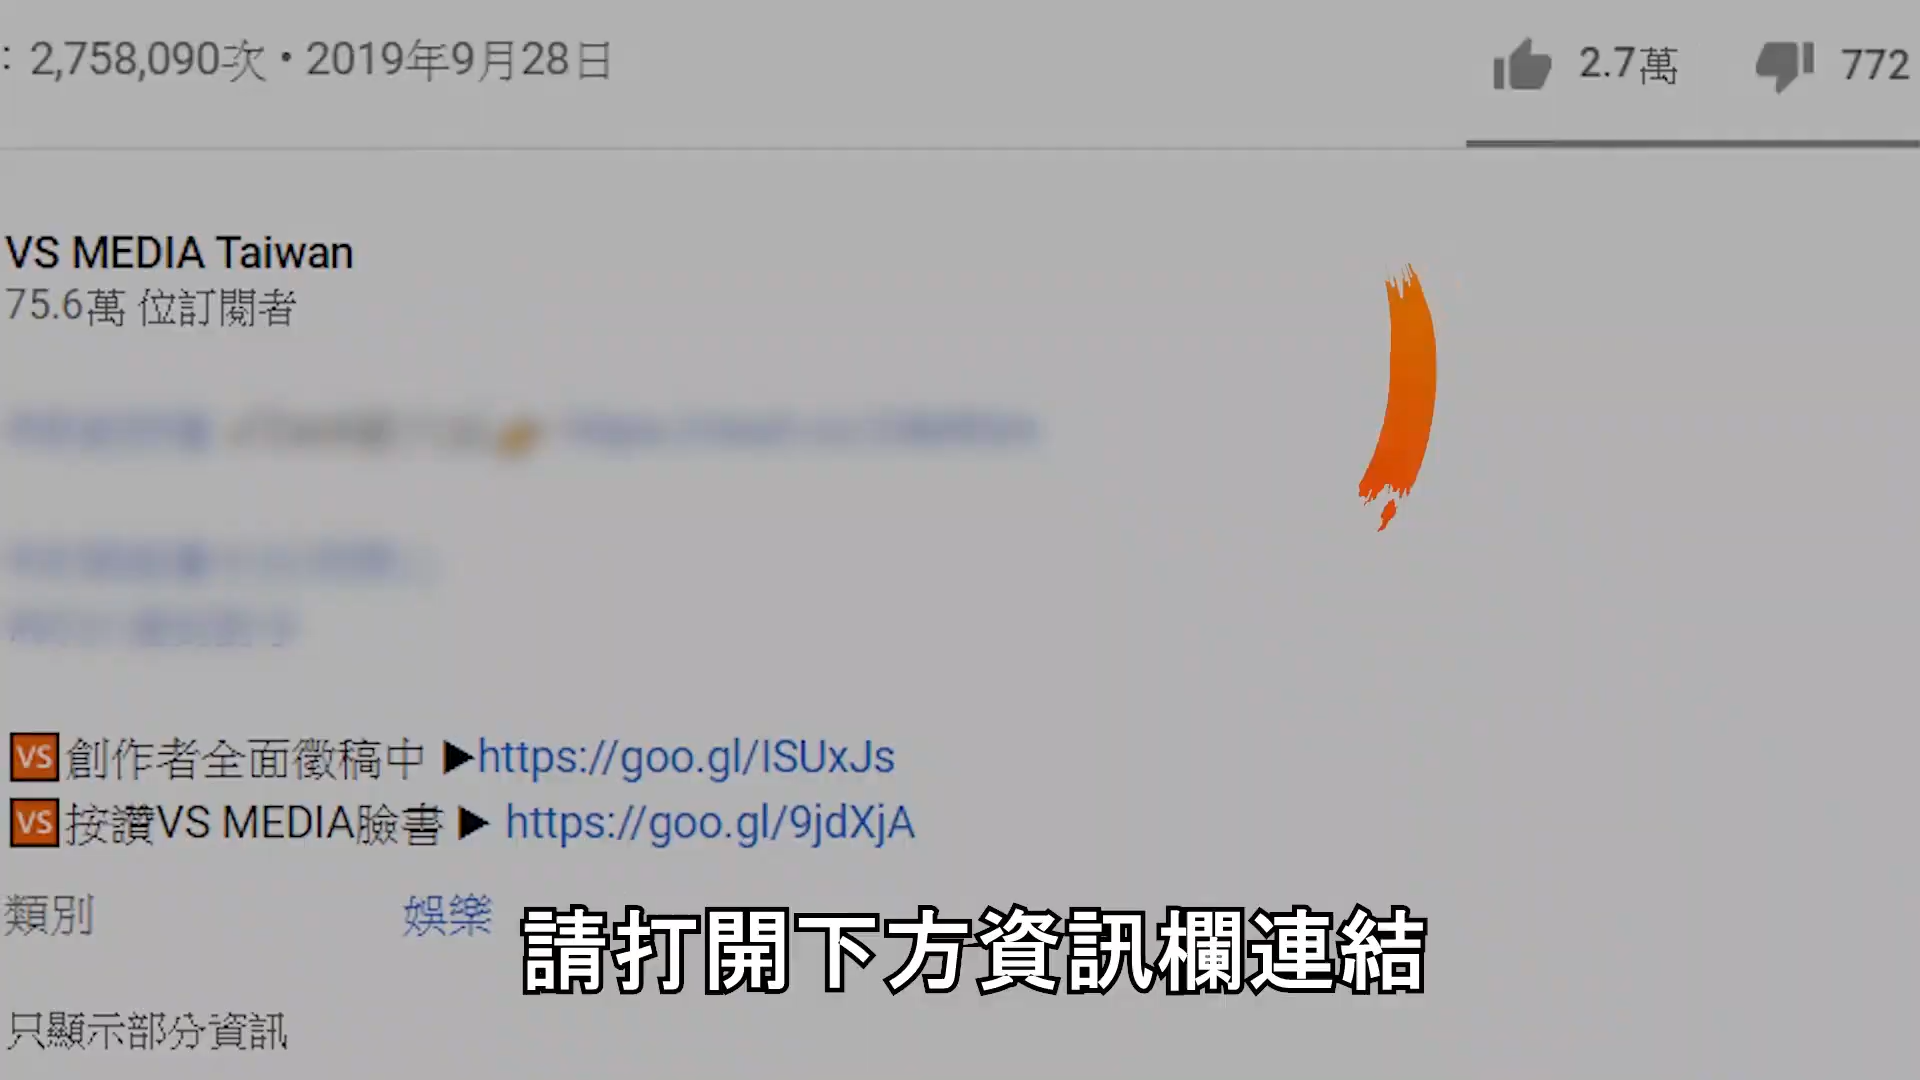 : 2,758,090次 • 2019年9月28日
2.7萬
772
VS MEDIA Taiwan
75.6萬 位訂閱者
🆚創作者全面徵稿中 ▶https://goo.gl/ISUxJs
🆚按讚VS MEDIA臉書 ▶ https://goo.gl/9jdXjA
類別 娛樂
請打開下方資訊欄連結
只顯示部分資訊